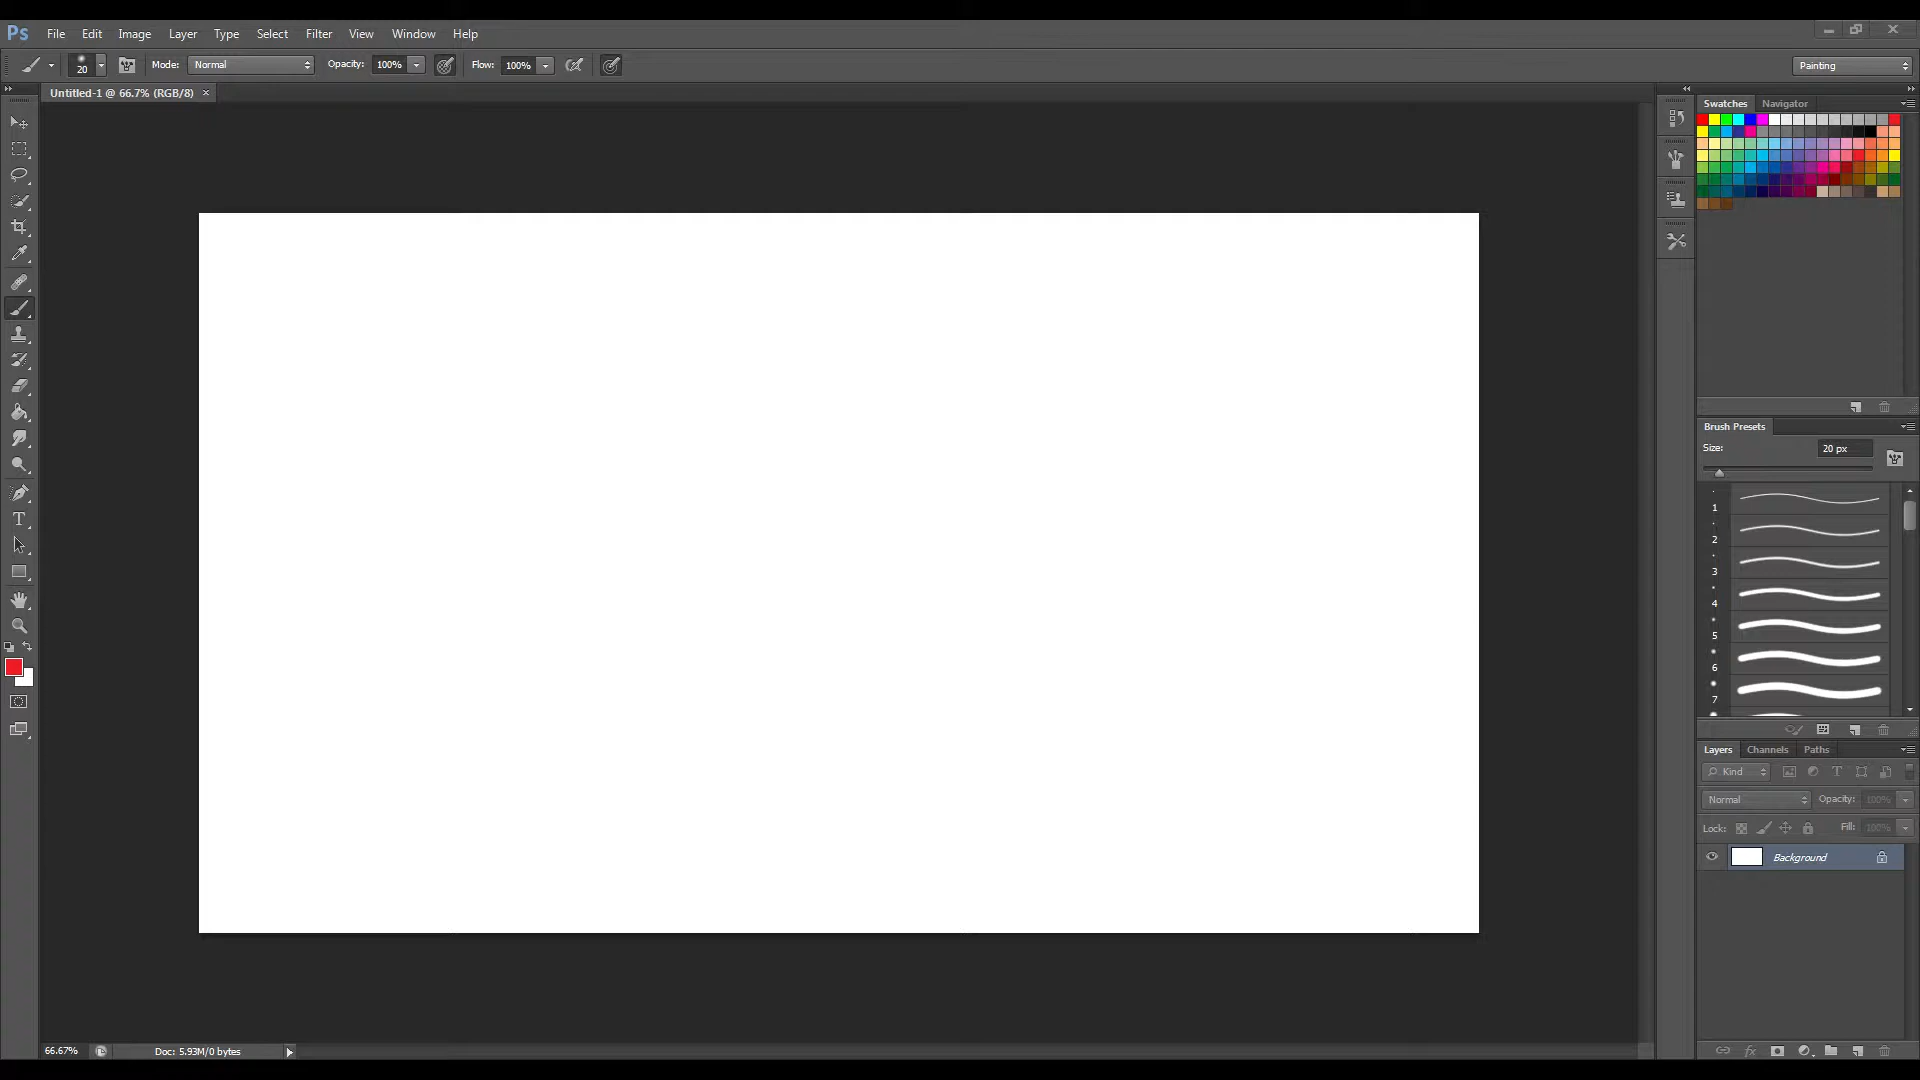 Ps File Edit Image Layer Type Select Filter View Window Help
20 Mode: Normal Opacity: 100% Flow: 100% Painting
Untitled-1 @ 66.7% (RGB/8) ×
Swatches Navigator
Brush Presets
Size: 20 px
1
2
3
4
5
6
7
Layers Channels Paths
Kind
Normal Opacity: 100%
Lock: Fill: 100%
Background
66.67% Doc: 5.93M/0 bytes